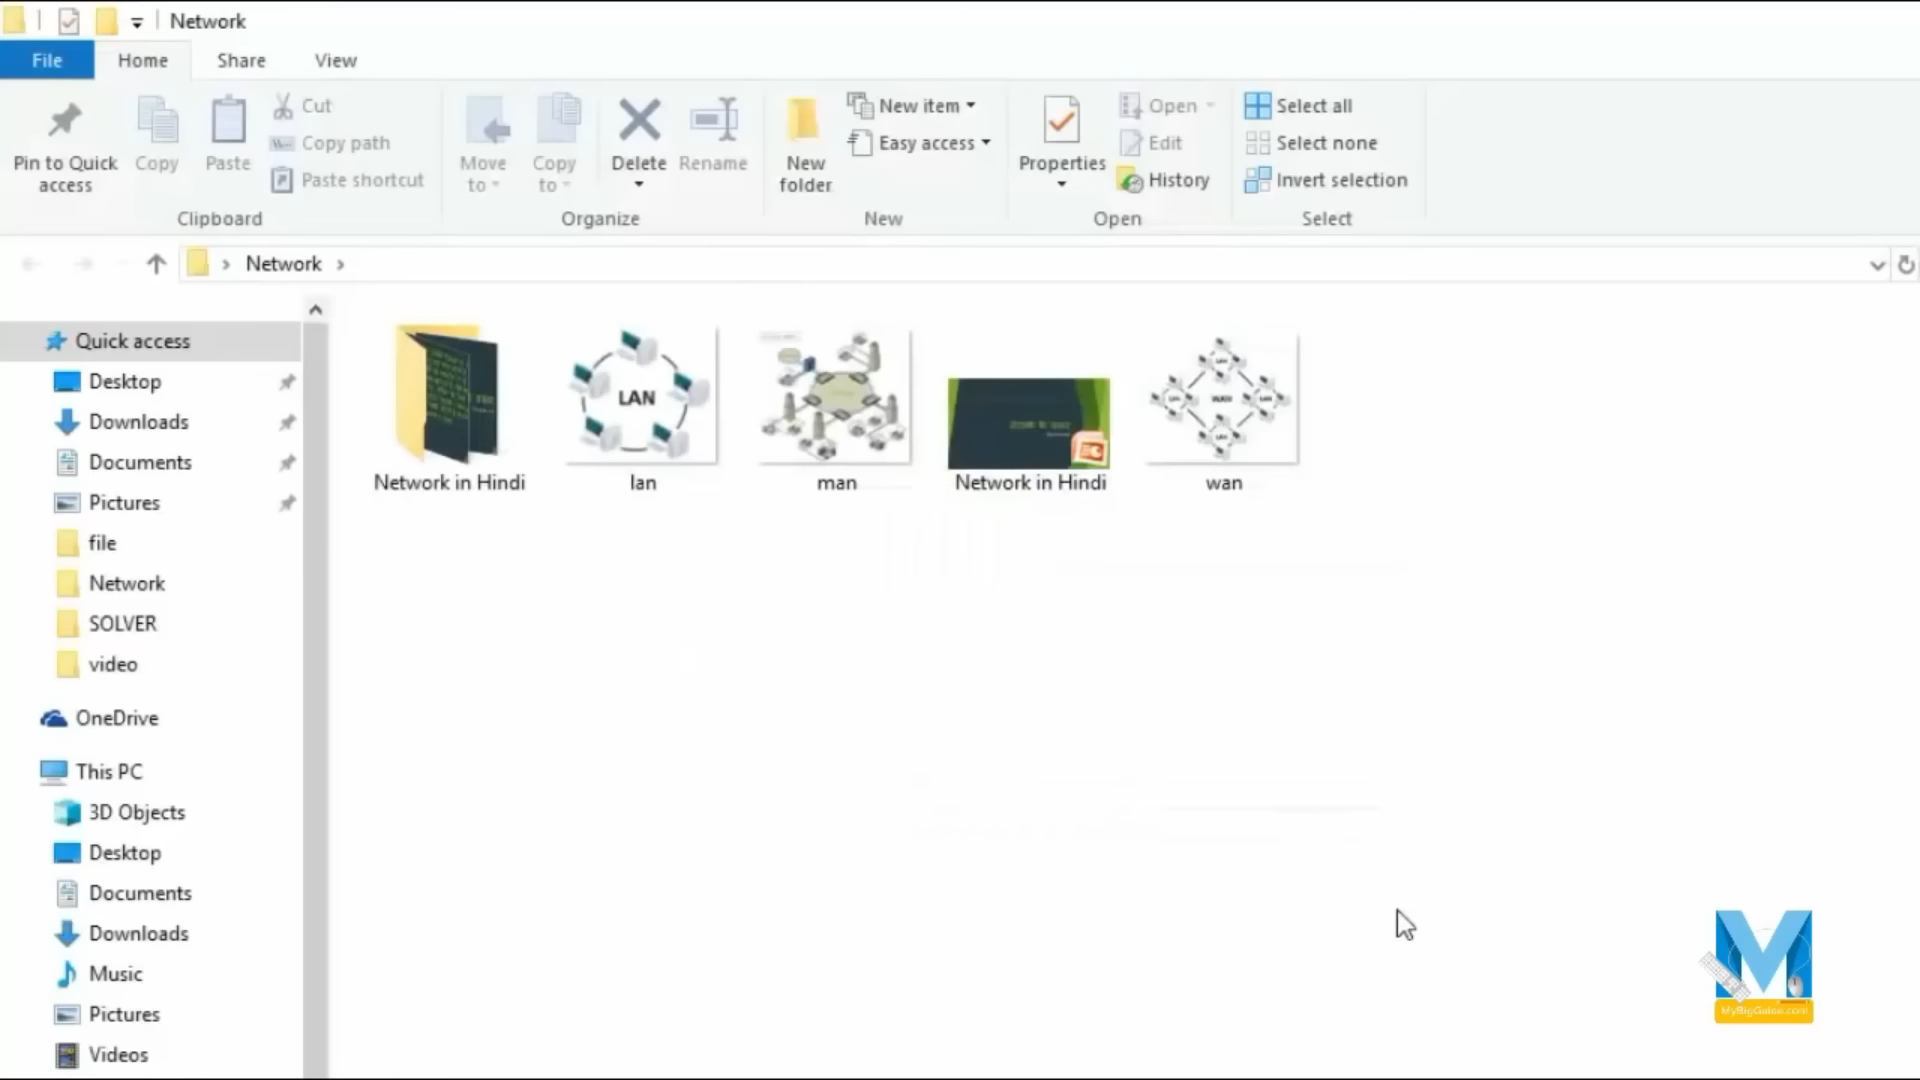 Network
File Home Share View
Pin to Quick access
Copy
Paste
Cut
Copy path
Paste shortcut
Clipboard
Move to
Copy to
Delete
Rename
Organize
New folder
New item
Easy access
New
Properties
Open
Edit
History
Open
Select all
Select none
Invert selection
Select
Network
Quick access
Desktop
Downloads
Documents
Pictures
file
Network
SOLVER
video
OneDrive
This PC
3D Objects
Desktop
Documents
Downloads
Music
Pictures
Videos
LAN
WAN
Network in Hindi
lan
man
Network in Hindi
wan